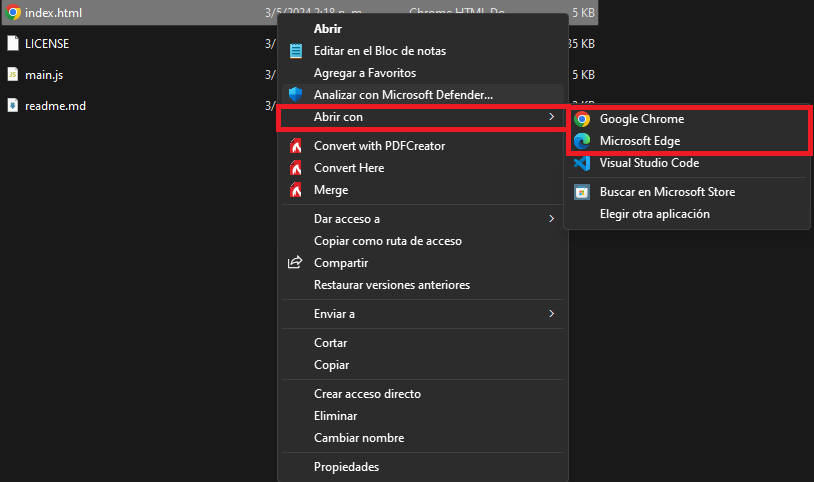 index.html 3/5/2024 2:18 p. m. Chrome HTML Do... 5 KB
LICENSE 3/ 35 KB
main.js 3/ 5 KB
readme.md 3/ KB
Abrir
Editar en el Bloc de notas
Agregar a Favoritos
Analizar con Microsoft Defender...
Abrir con
Convert with PDFCreator
Convert Here
Merge
Dar acceso a
Copiar como ruta de acceso
Compartir
Restaurar versiones anteriores
Enviar a
Cortar
Copiar
Crear acceso directo
Eliminar
Cambiar nombre
Propiedades
Google Chrome
Microsoft Edge
Visual Studio Code
Buscar en Microsoft Store
Elegir otra aplicación